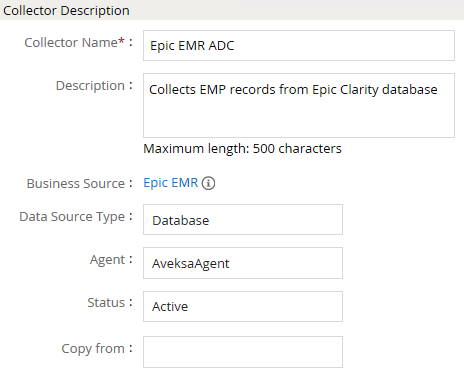 Collector Description
Collector Name* : Epic EMR ADC
Description : Collects EMP records from Epic Clarity database
Maximum length: 500 characters
Business Source : Epic EMR
Data Source Type : Database
Agent : AveksaAgent
Status : Active
Copy from :